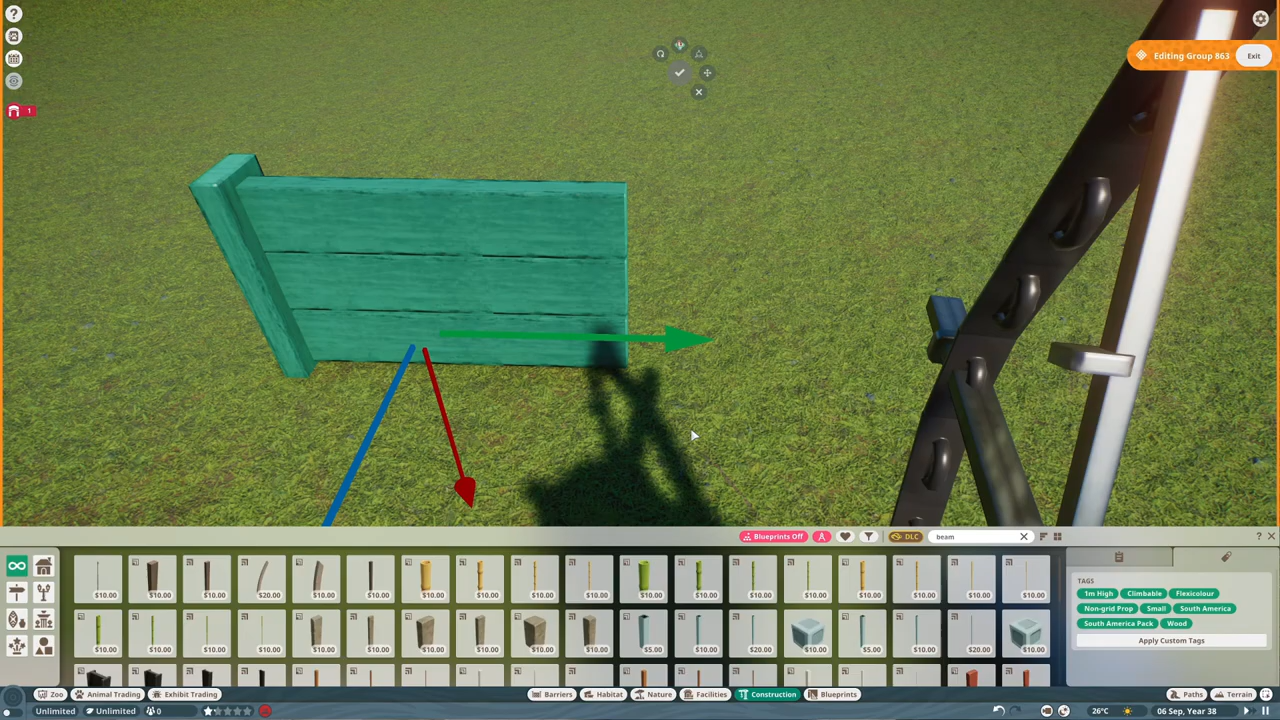 ?
1
Editing Group 863
Exit
Blueprints Off
DLC
beam
? ✕
$10.00 $10.00 $10.00 $20.00 $10.00 $10.00 $10.00 $10.00 $10.00 $10.00 $10.00 $10.00 $10.00 $10.00 $10.00 $10.00 $10.00 $10.00
$10.00 $10.00 $10.00 $10.00 $10.00 $10.00 $10.00 $10.00 $10.00 $10.00 $5.00 $10.00 $20.00 $10.00 $5.00 $10.00 $20.00 $10.00
TAGS
1m High Climbable Flexicolour
Non-grid Prop Small South America
South America Pack Wood
Apply Custom Tags
Zoo Animal Trading Exhibit Trading Barriers Habitat Nature Facilities Construction Blueprints Paths Terrain
Unlimited Unlimited 0 26°C 06 Sep, Year 38